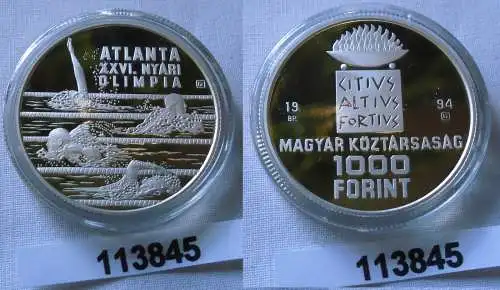 ATLANTA
XXVI. NYÁRI
OLIMPIA
113845
CITIUS
ALTIUS
FORTIUS
19 94
BP.
MAGYAR KÖZTÁRSASÁG
1000
FORINT
113845